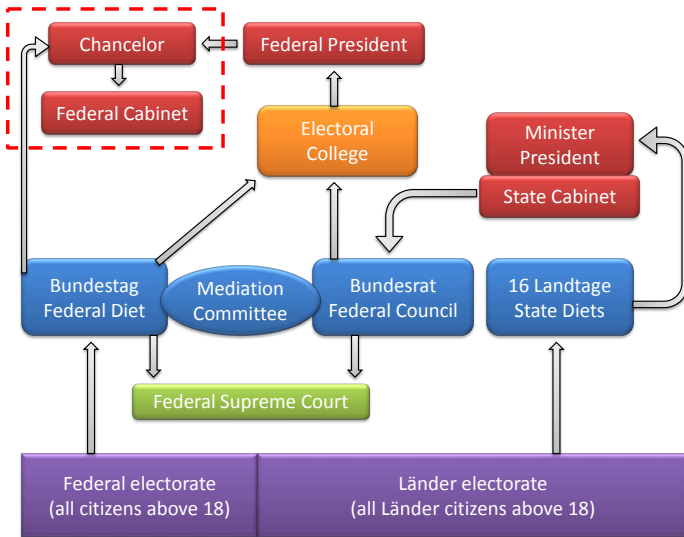 Chancelor
Federal President
Federal Cabinet
Electoral
College
Minister
President
State Cabinet
Bundestag
Federal Diet
Mediation
Committee
Bundesrat
Federal Council
16 Landtage
State Diets
Federal Supreme Court
Federal electorate
(all citizens above 18)
Länder electorate
(all Länder citizens above 18)